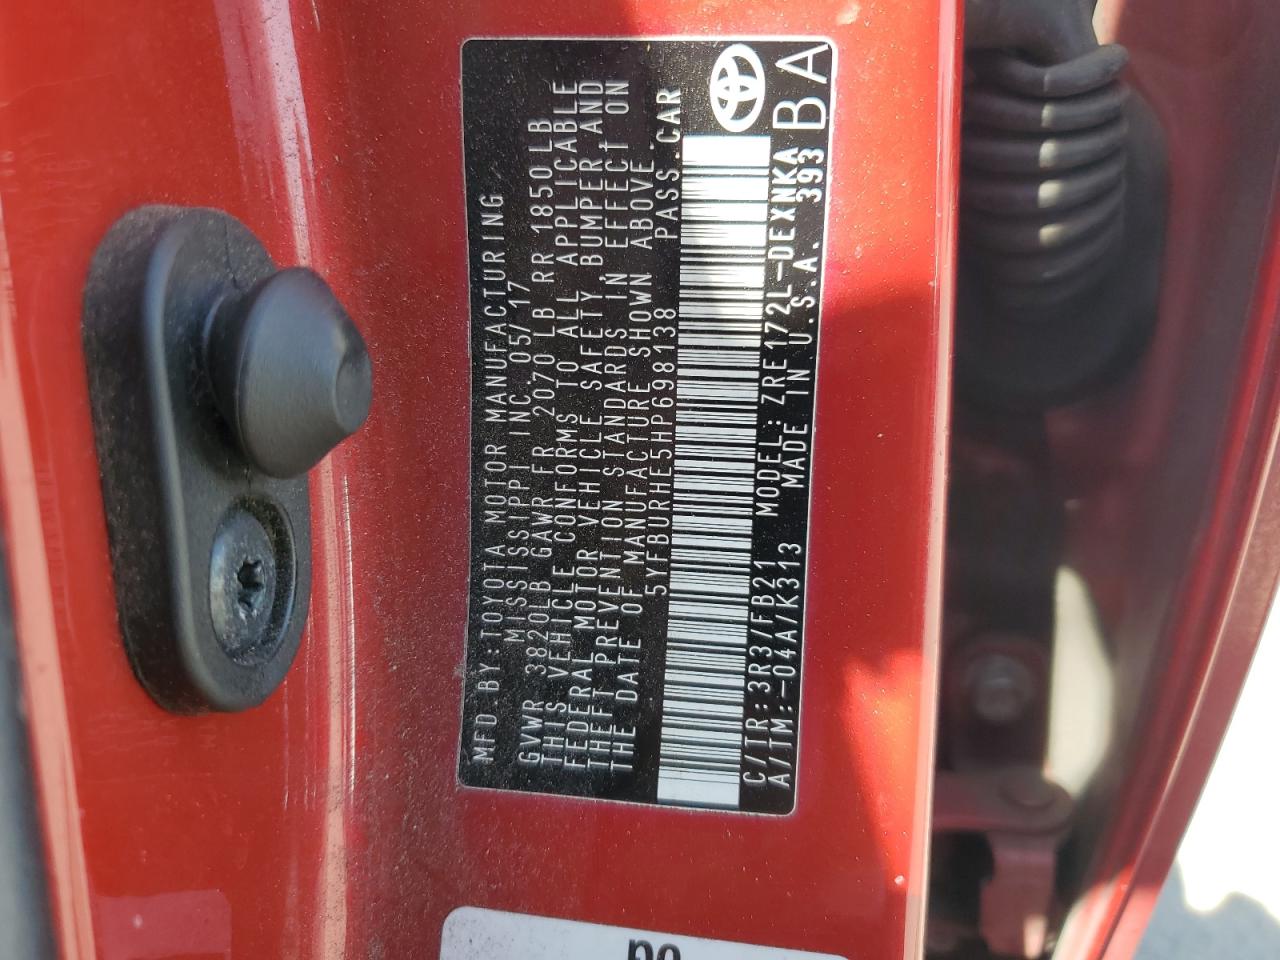 MFD.BY:TOYOTA MOTOR MANUFACTURING
MISSISSIPPI INC. 05/17
GVWR 3820LB GAWR FR 2070 LB RR 1850LB
THIS VEHICLE CONFORMS TO ALL APPLICABLE
FEDERAL MOTOR VEHICLE SAFETY,BUMPER,AND
THEFT PREVENTION STANDARDS IN EFFECT ON
THE DATE OF MANUFACTURE SHOWN ABOVE.
5YFBURHE5HP698138 PASS.CAR
C/TR:3R3/FB21 MODEL:ZRE172L-DEXNKA
A/TM:-04A/K313 MADE IN U.S.A. 393
BA